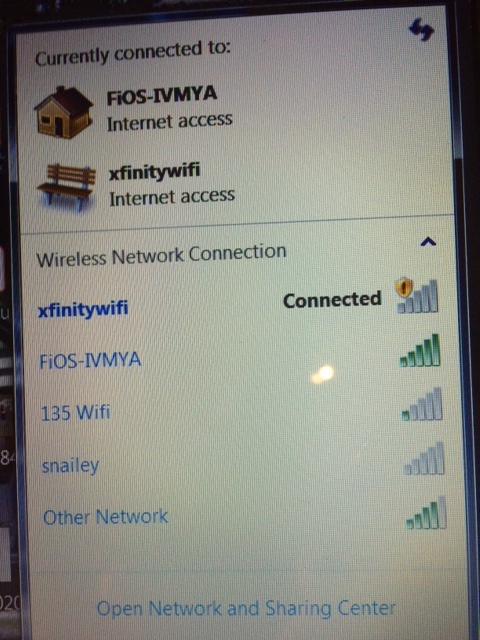 Currently connected to:
FiOS-IVMYA
Internet access
xfinitywifi
Internet access
Wireless Network Connection
xfinitywifi Connected
FiOS-IVMYA
135 Wifi
snailey
Other Network
Open Network and Sharing Center